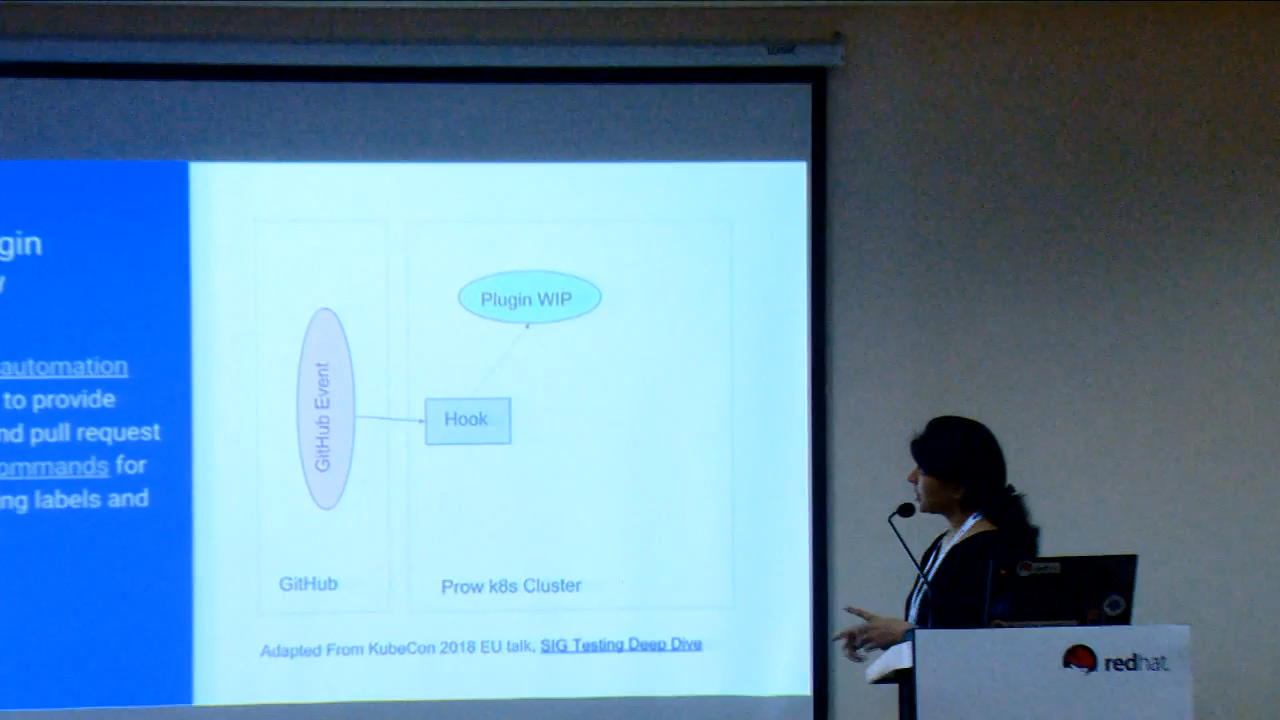 gin
automation
to provide
nd pull request
ommands for
ng labels and
Plugin WIP
GitHub Event
Hook
GitHub
Prow k8s Cluster
Adapted From KubeCon 2018 EU talk, SIG Testing Deep Dive
redhat.